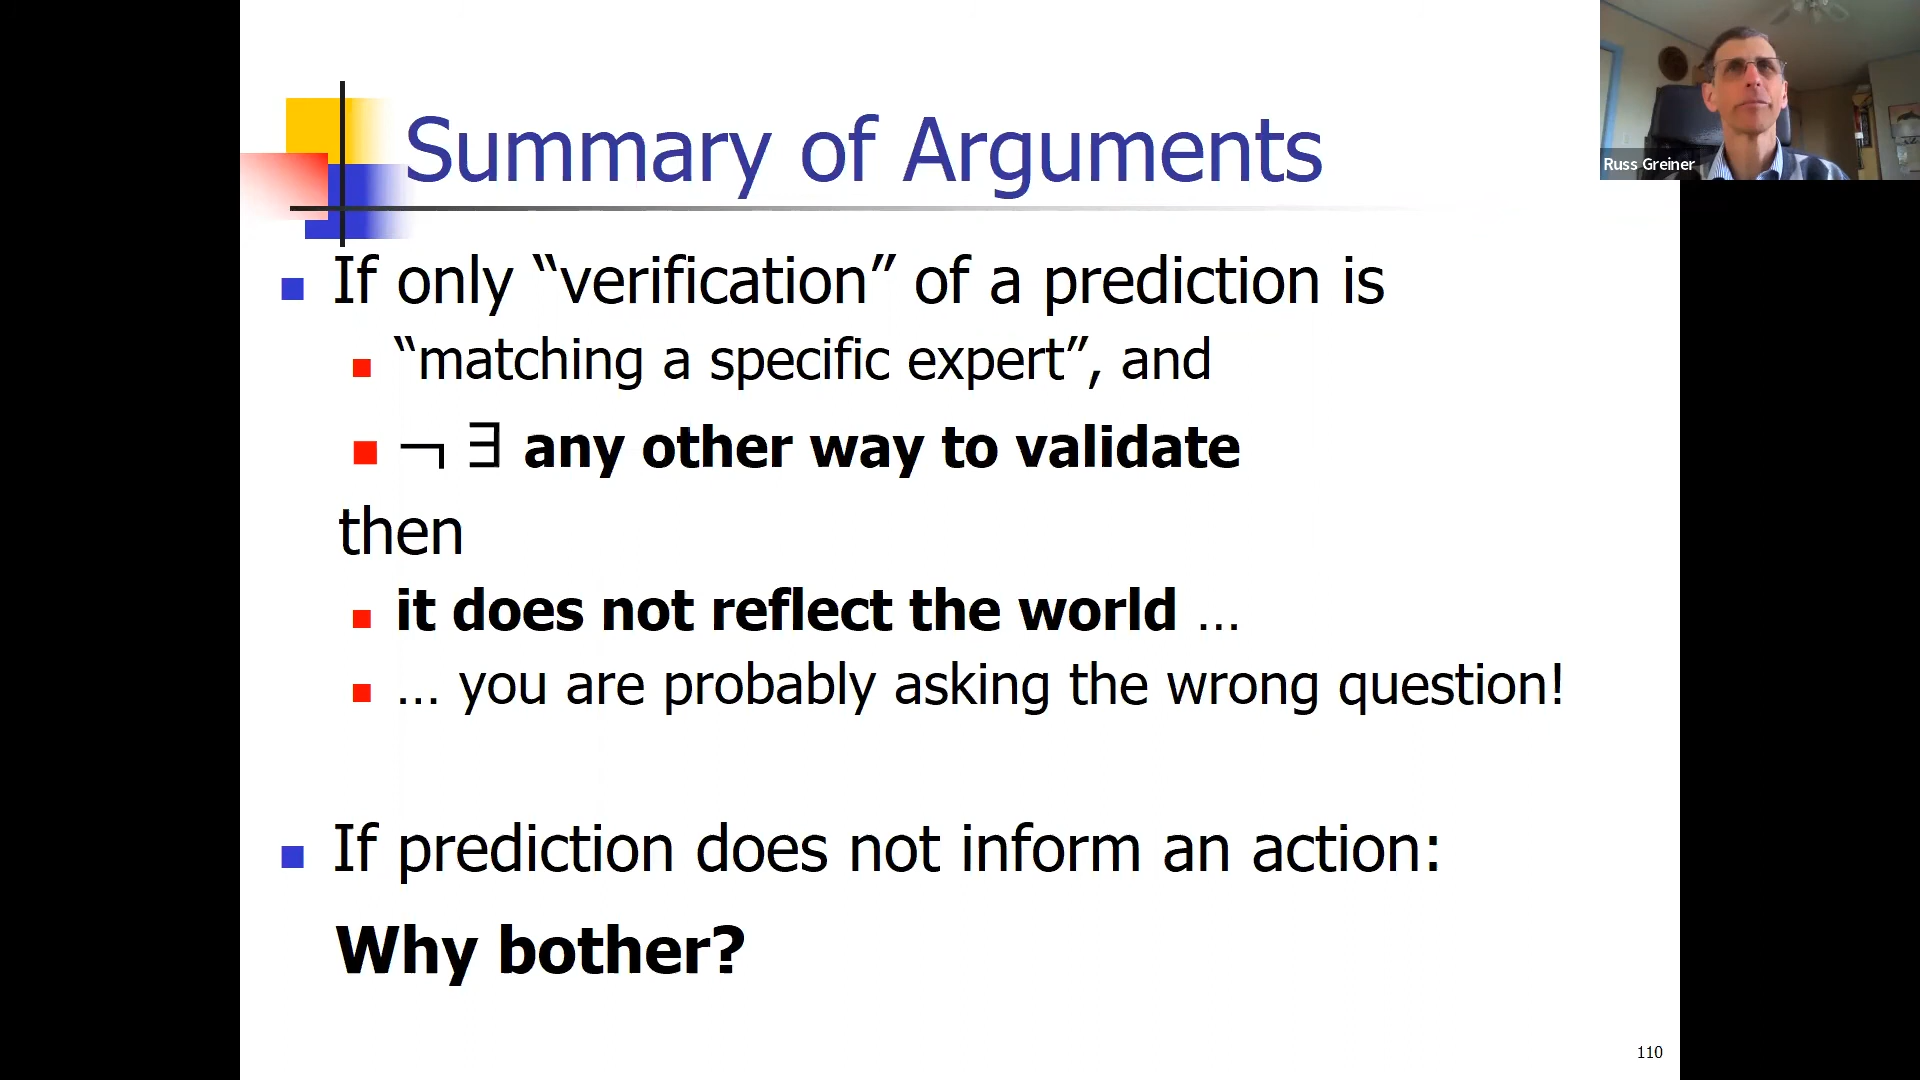 Summary of Arguments
Russ Greiner
If only “verification” of a prediction is
“matching a specific expert”, and
¬ ∃ any other way to validate
then
it does not reflect the world ...
... you are probably asking the wrong question!
If prediction does not inform an action:
Why bother?
110